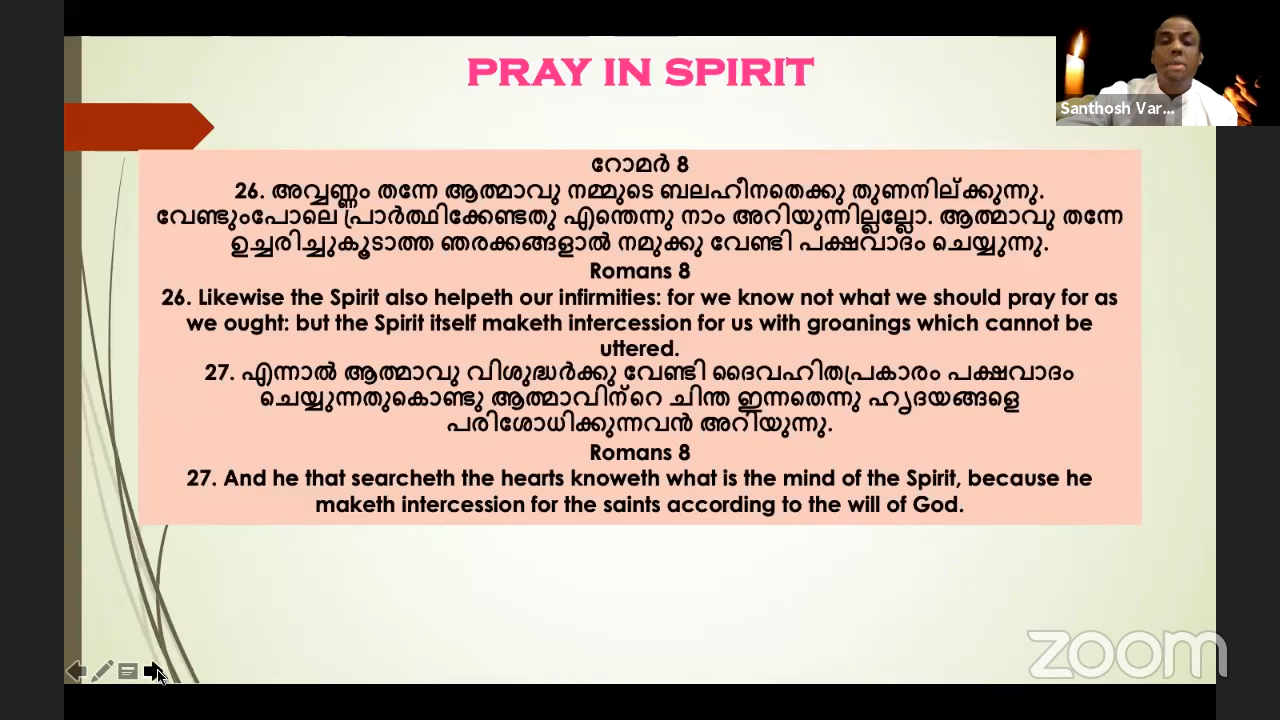 PRAY IN SPIRIT
Santhosh Var...
റോമർ 8
26. അവ്വണ്ണം തന്നേ ആത്മാവു നമ്മുടെ ബലഹീനതെക്കു തുണനില്ക്കുന്നു.
വേണ്ടുംപോലെ പ്രാർത്ഥിക്കേണ്ടതു എന്തെന്നു നാം അറിയുന്നില്ലല്ലോ. ആത്മാവു തന്നേ
ഉച്ചരിച്ചുകൂടാത്ത ഞരക്കങ്ങളാൽ നമുക്കു വേണ്ടി പക്ഷവാദം ചെയ്യുന്നു.
Romans 8
26. Likewise the Spirit also helpeth our infirmities: for we know not what we should pray for as
we ought: but the Spirit itself maketh intercession for us with groanings which cannot be
uttered.
27. എന്നാൽ ആത്മാവു വിശുദ്ധർക്കു വേണ്ടി ദൈവഹിതപ്രകാരം പക്ഷവാദം
ചെയ്യുന്നതുകൊണ്ടു ആത്മാവിന്റെ ചിന്ത ഇന്നതെന്നു ഹൃദയങ്ങളെ
പരിശോധിക്കുന്നവൻ അറിയുന്നു.
Romans 8
27. And he that searcheth the hearts knoweth what is the mind of the Spirit, because he
maketh intercession for the saints according to the will of God.
zoom